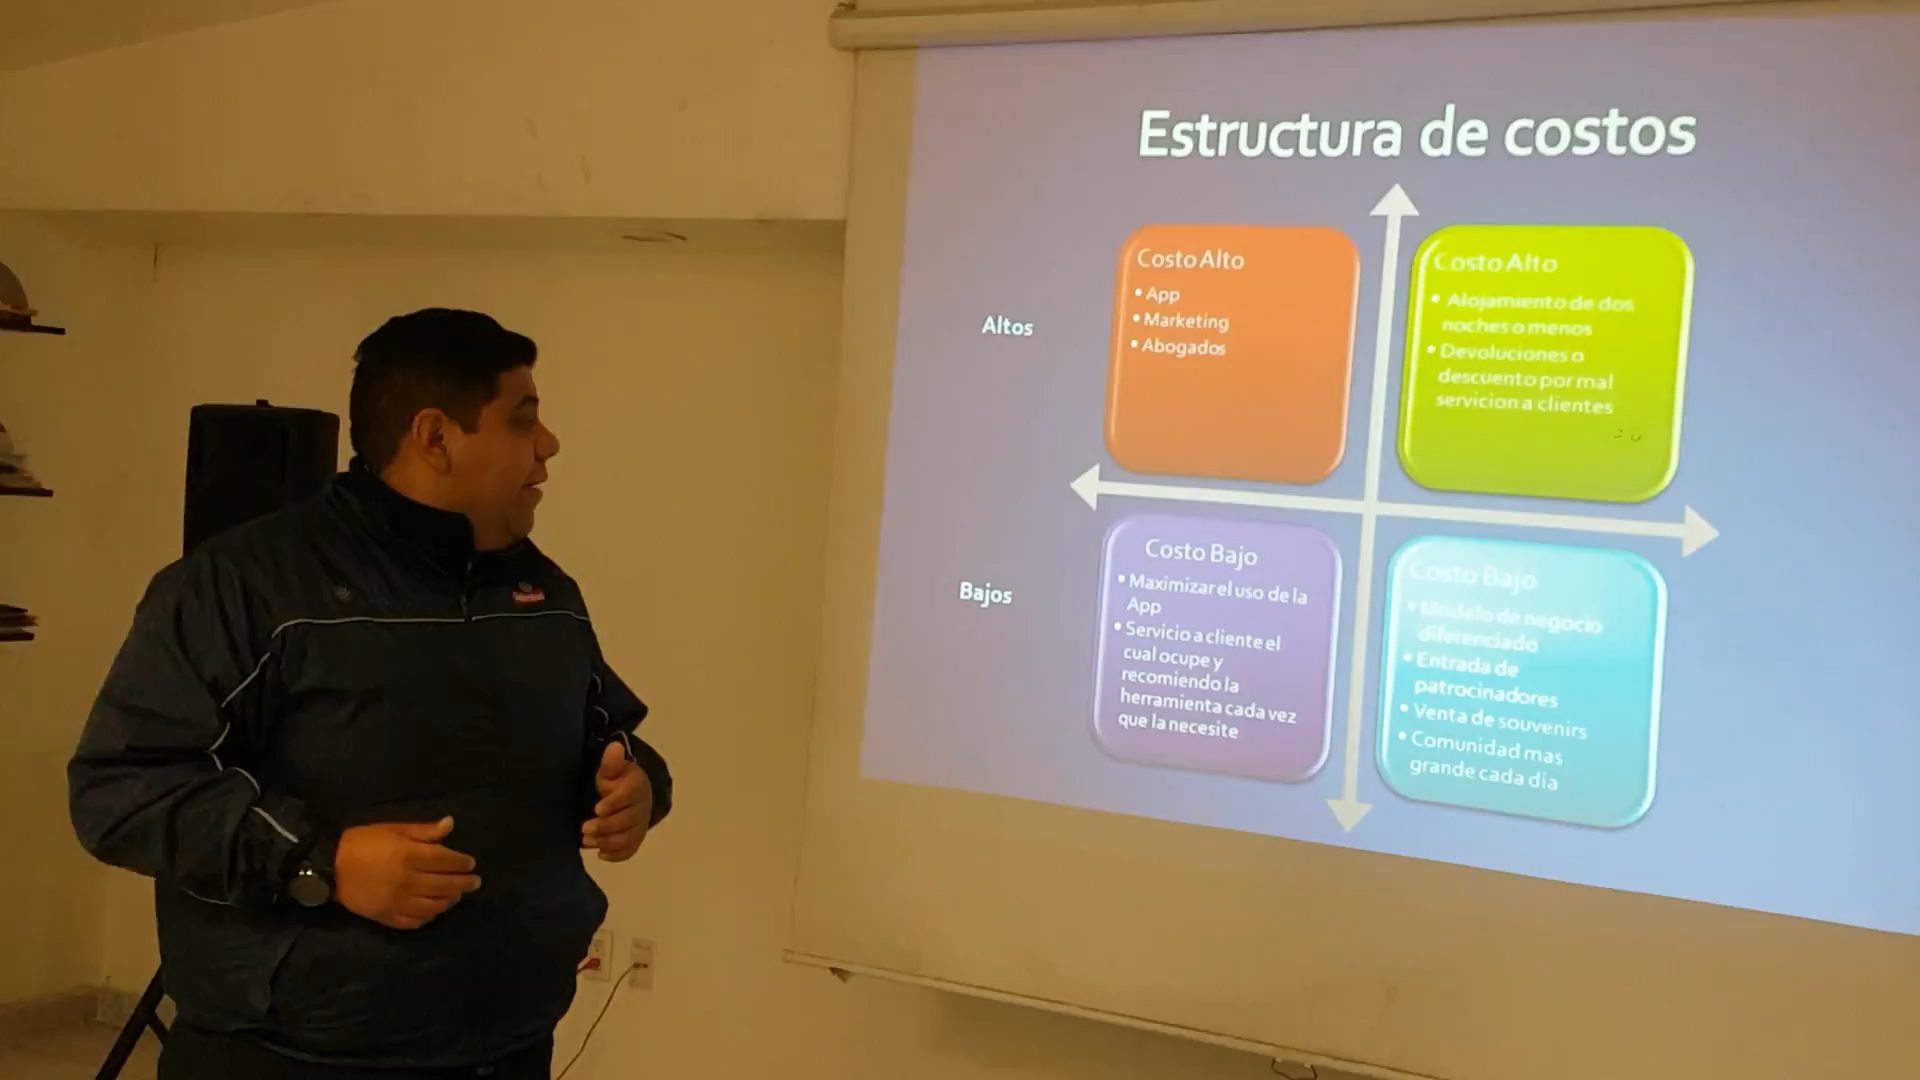 Estructura de costos
Altos
Costo Alto
• App
• Marketing
• Abogados
Costo Alto
• Alojamiento de dos
noches o menos
• Devoluciones o
descuento por mal
servicion a clientes
Bajos
Costo Bajo
• Maximizar el uso de la
App
• Servicio a cliente el
cual ocupe y
recomiendo la
herramienta cada vez
que la necesite
Costo Bajo
• Modelo de negocio
diferenciado
• Entrada de
patrocinadores
• Venta de souvenirs
• Comunidad mas
grande cada dia